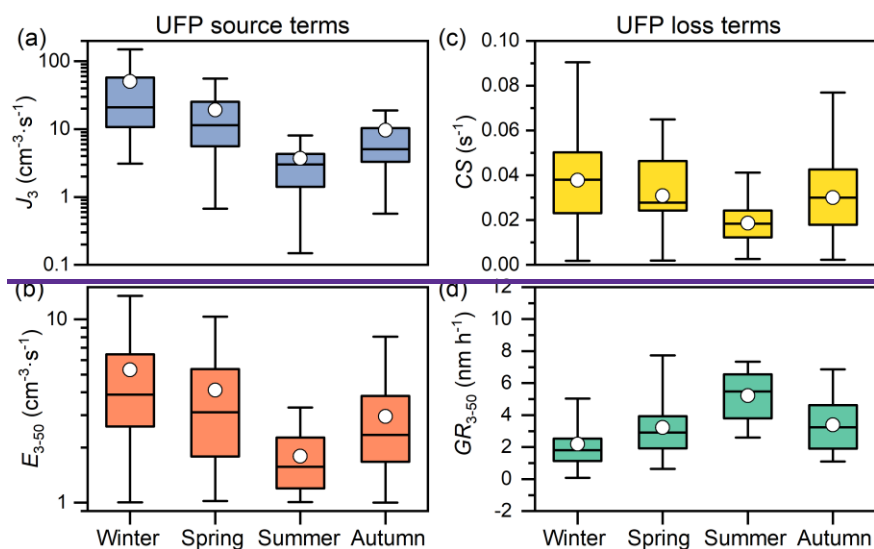 UFP source terms
UFP loss terms
(a)
100
10
1
0.1
J3 (cm⁻³·s⁻¹)
(c)
0.10
0.08
0.06
0.04
0.02
0.00
CS (s⁻¹)
(b)
10
1
E3-50 (cm⁻³·s⁻¹)
Winter Spring Summer Autumn
(d)
12
10
8
6
4
2
0
-2
GR3-50 (nm h⁻¹)
Winter Spring Summer Autumn